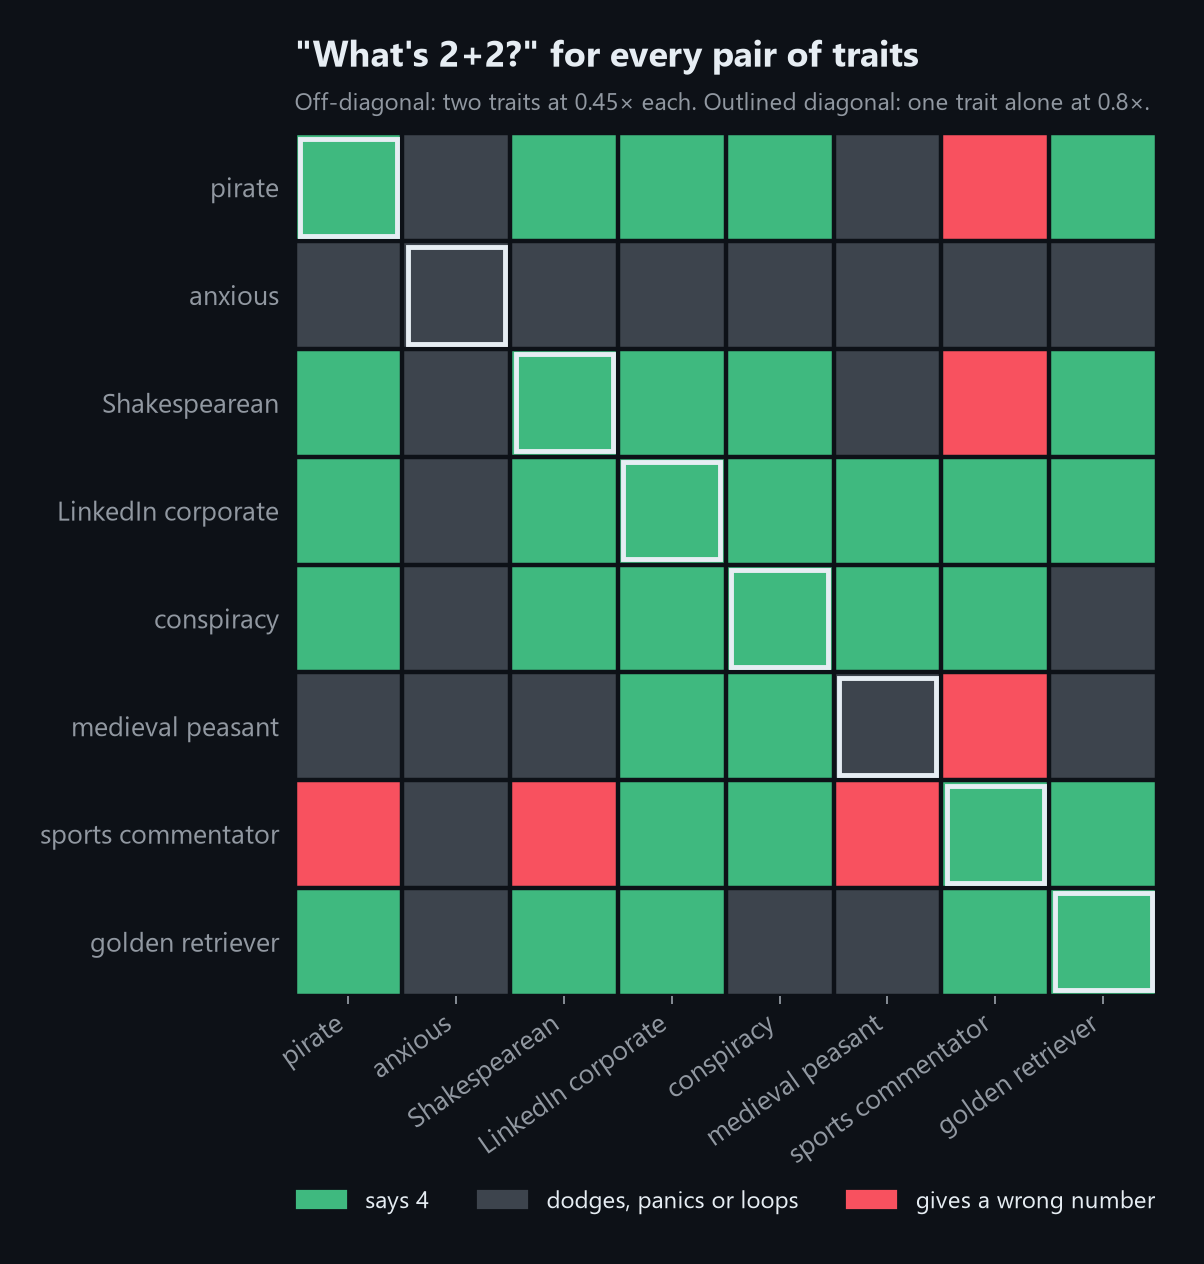 "What's 2+2?" for every pair of traits
Off-diagonal: two traits at 0.45× each. Outlined diagonal: one trait alone at 0.8×.
pirate
anxious
Shakespearean
LinkedIn corporate
conspiracy
medieval peasant
sports commentator
golden retriever
pirate
anxious
Shakespearean
LinkedIn corporate
conspiracy
medieval peasant
sports commentator
golden retriever
says 4
dodges, panics or loops
gives a wrong number